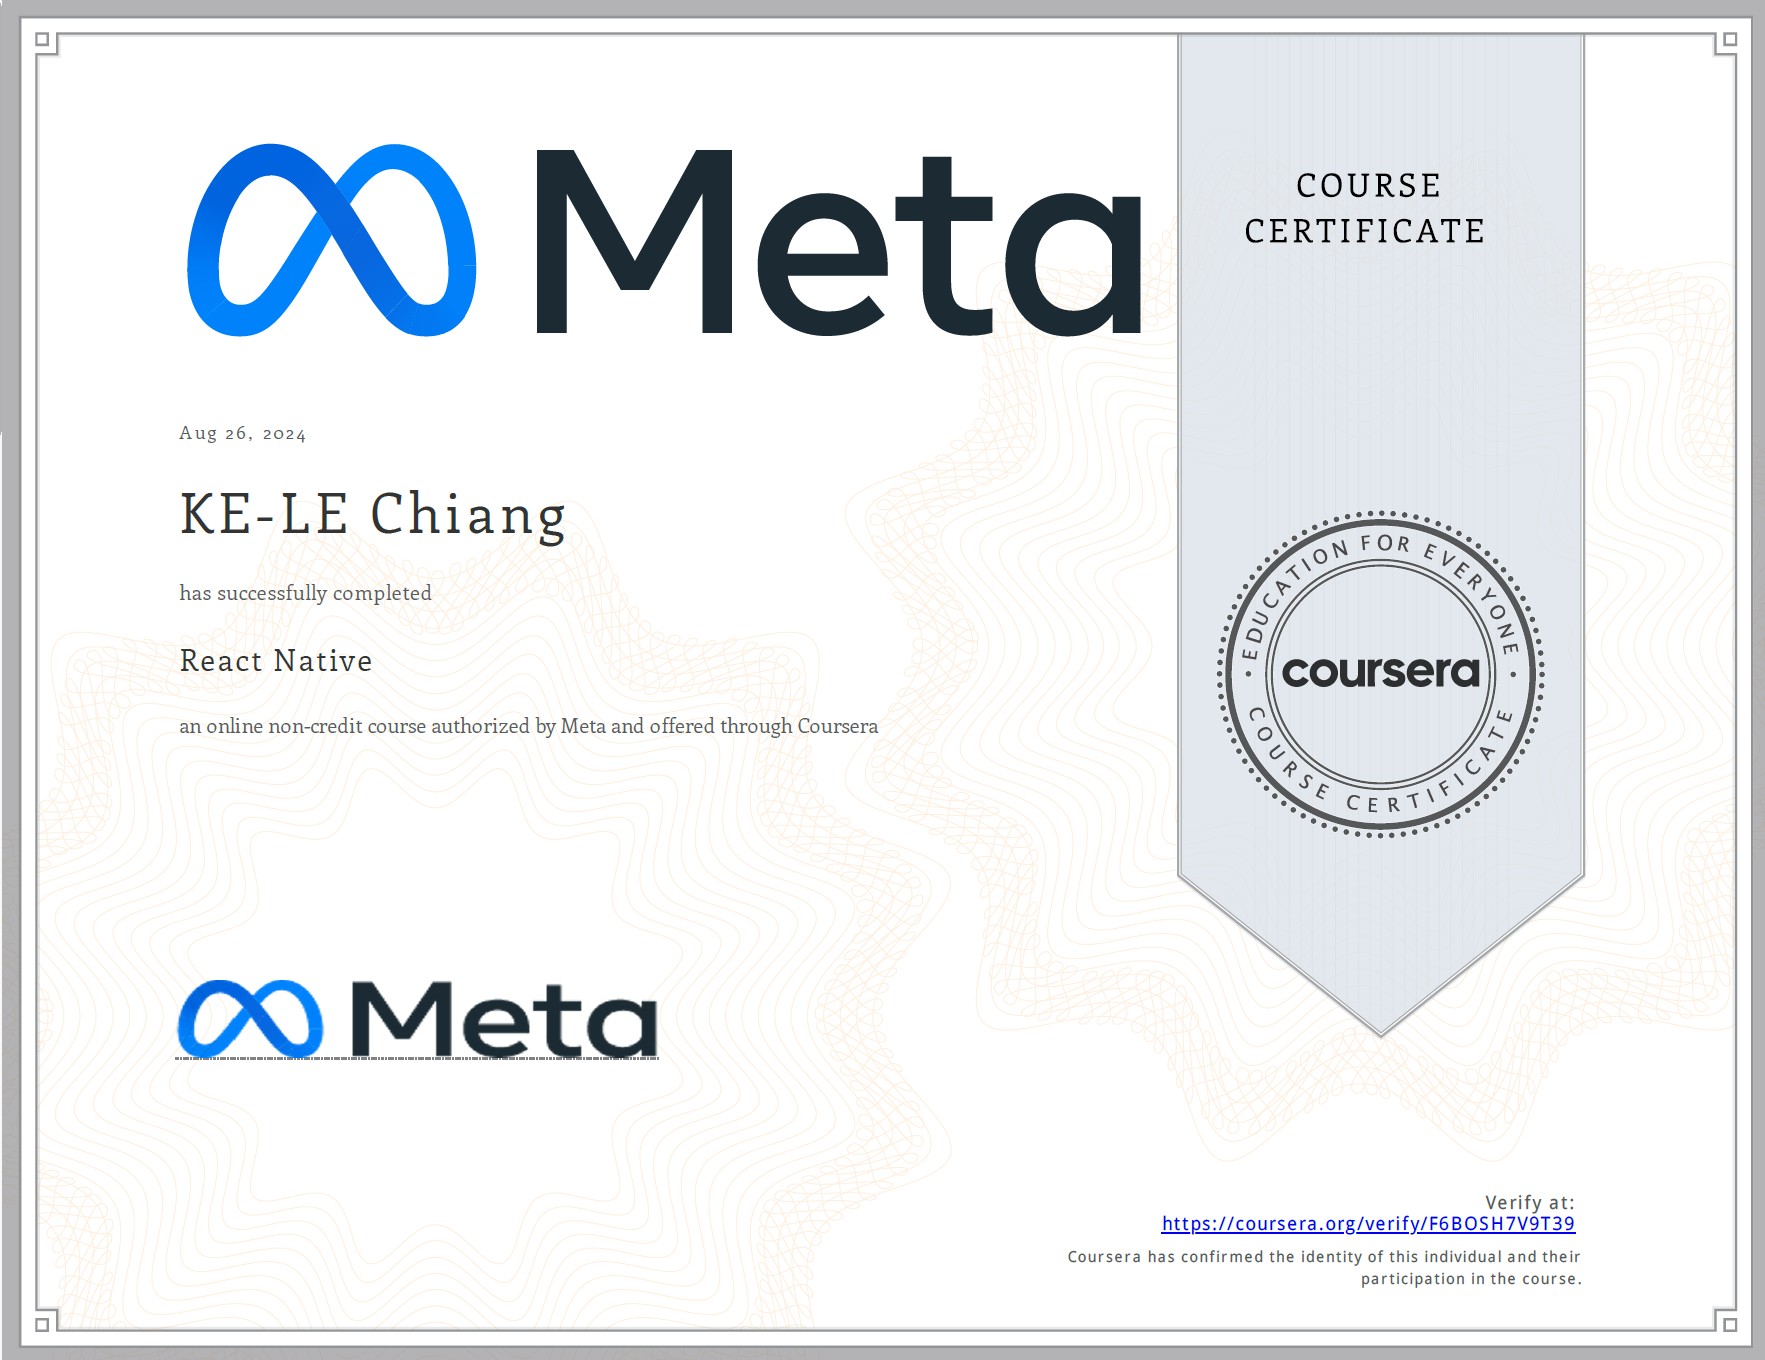 Meta
COURSE
CERTIFICATE
Aug 26, 2024
KE-LE Chiang
has successfully completed
React Native
an online non-credit course authorized by Meta and offered through Coursera
EDUCATION FOR EVERYONE
coursera
COURSE CERTIFICATE
Meta
Verify at:
https://coursera.org/verify/F6BOSH7V9T39
Coursera has confirmed the identity of this individual and their
participation in the course.